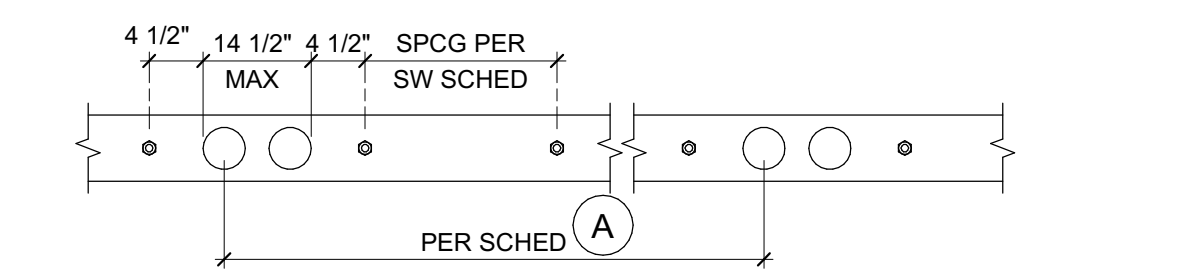 4 1/2" 14 1/2" 4 1/2" SPCG PER
MAX SW SCHED
PER SCHED A